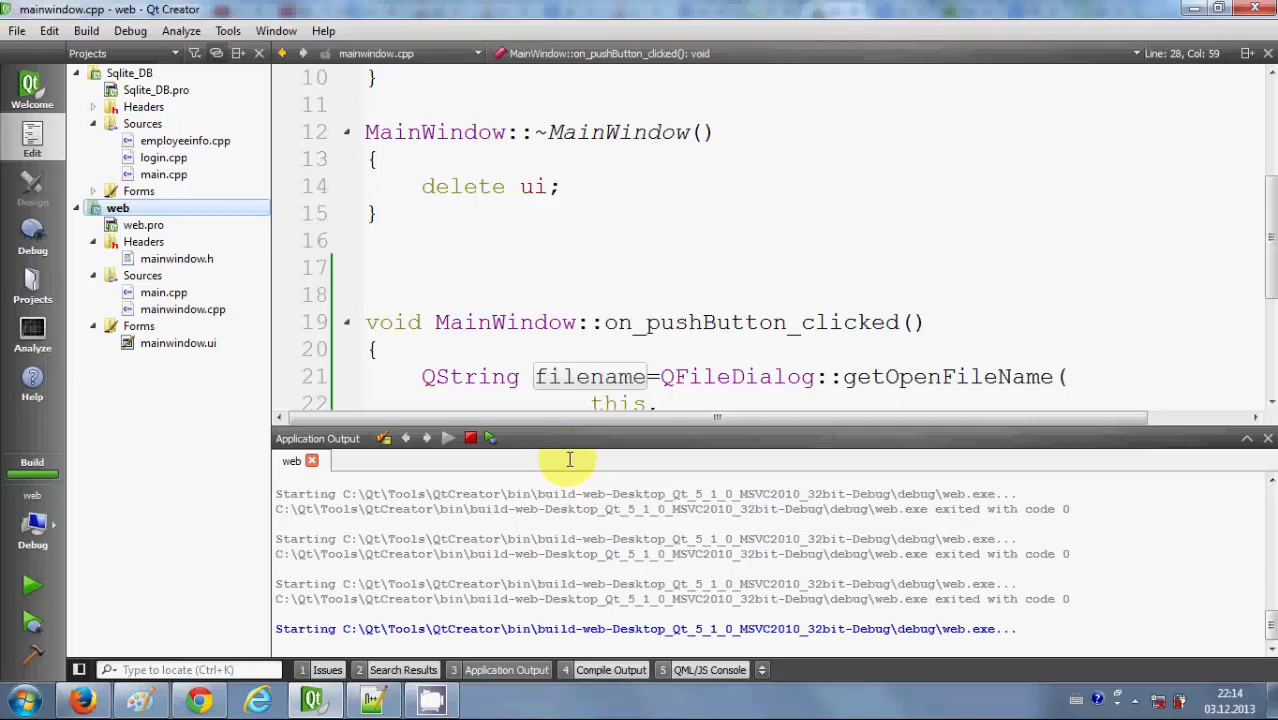 mainwindow.cpp - web - Qt Creator
File Edit Build Debug Analyze Tools Window Help
Projects mainwindow.cpp MainWindow::on_pushButton_clicked(): void Line: 28, Col: 59
Welcome
Edit
Design
Debug
Projects
Analyze
Help
Build
web
Debug
Sqlite_DB
Sqlite_DB.pro
Headers
Sources
employeeinfo.cpp
login.cpp
main.cpp
Forms
web
web.pro
Headers
mainwindow.h
Sources
main.cpp
mainwindow.cpp
Forms
mainwindow.ui
10 }
11
12 MainWindow::~MainWindow()
13 {
14 delete ui;
15 }
16
17
18
19 void MainWindow::on_pushButton_clicked()
20 {
21 QString filename=QFileDialog::getOpenFileName(
22 this,
Application Output
web
Starting C:\Qt\Tools\QtCreator\bin\build-web-Desktop_Qt_5_1_0_MSVC2010_32bit-Debug\debug\web.exe...
C:\Qt\Tools\QtCreator\bin\build-web-Desktop_Qt_5_1_0_MSVC2010_32bit-Debug\debug\web.exe exited with code 0
Starting C:\Qt\Tools\QtCreator\bin\build-web-Desktop_Qt_5_1_0_MSVC2010_32bit-Debug\debug\web.exe...
C:\Qt\Tools\QtCreator\bin\build-web-Desktop_Qt_5_1_0_MSVC2010_32bit-Debug\debug\web.exe exited with code 0
Starting C:\Qt\Tools\QtCreator\bin\build-web-Desktop_Qt_5_1_0_MSVC2010_32bit-Debug\debug\web.exe...
C:\Qt\Tools\QtCreator\bin\build-web-Desktop_Qt_5_1_0_MSVC2010_32bit-Debug\debug\web.exe exited with code 0
Starting C:\Qt\Tools\QtCreator\bin\build-web-Desktop_Qt_5_1_0_MSVC2010_32bit-Debug\debug\web.exe...
Type to locate (Ctrl+K) 1 Issues 2 Search Results 3 Application Output 4 Compile Output 5 QML/JS Console
22:14
03.12.2013